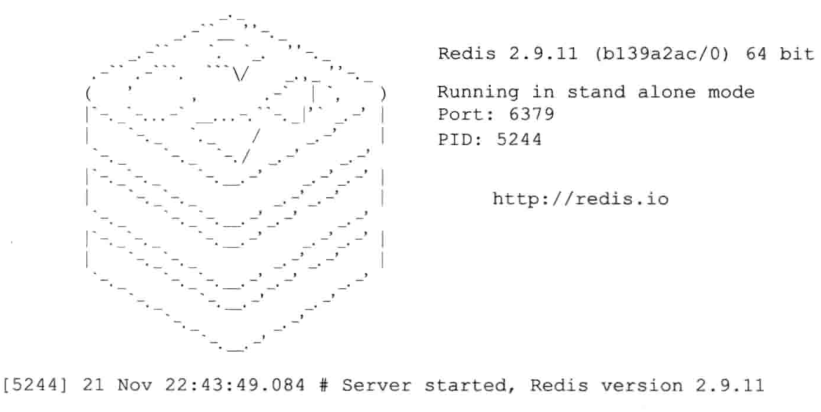 Redis 2.9.11 (b139a2ac/0) 64 bit
Running in stand alone mode
Port: 6379
PID: 5244
http://redis.io
[5244] 21 Nov 22:43:49.084 # Server started, Redis version 2.9.11